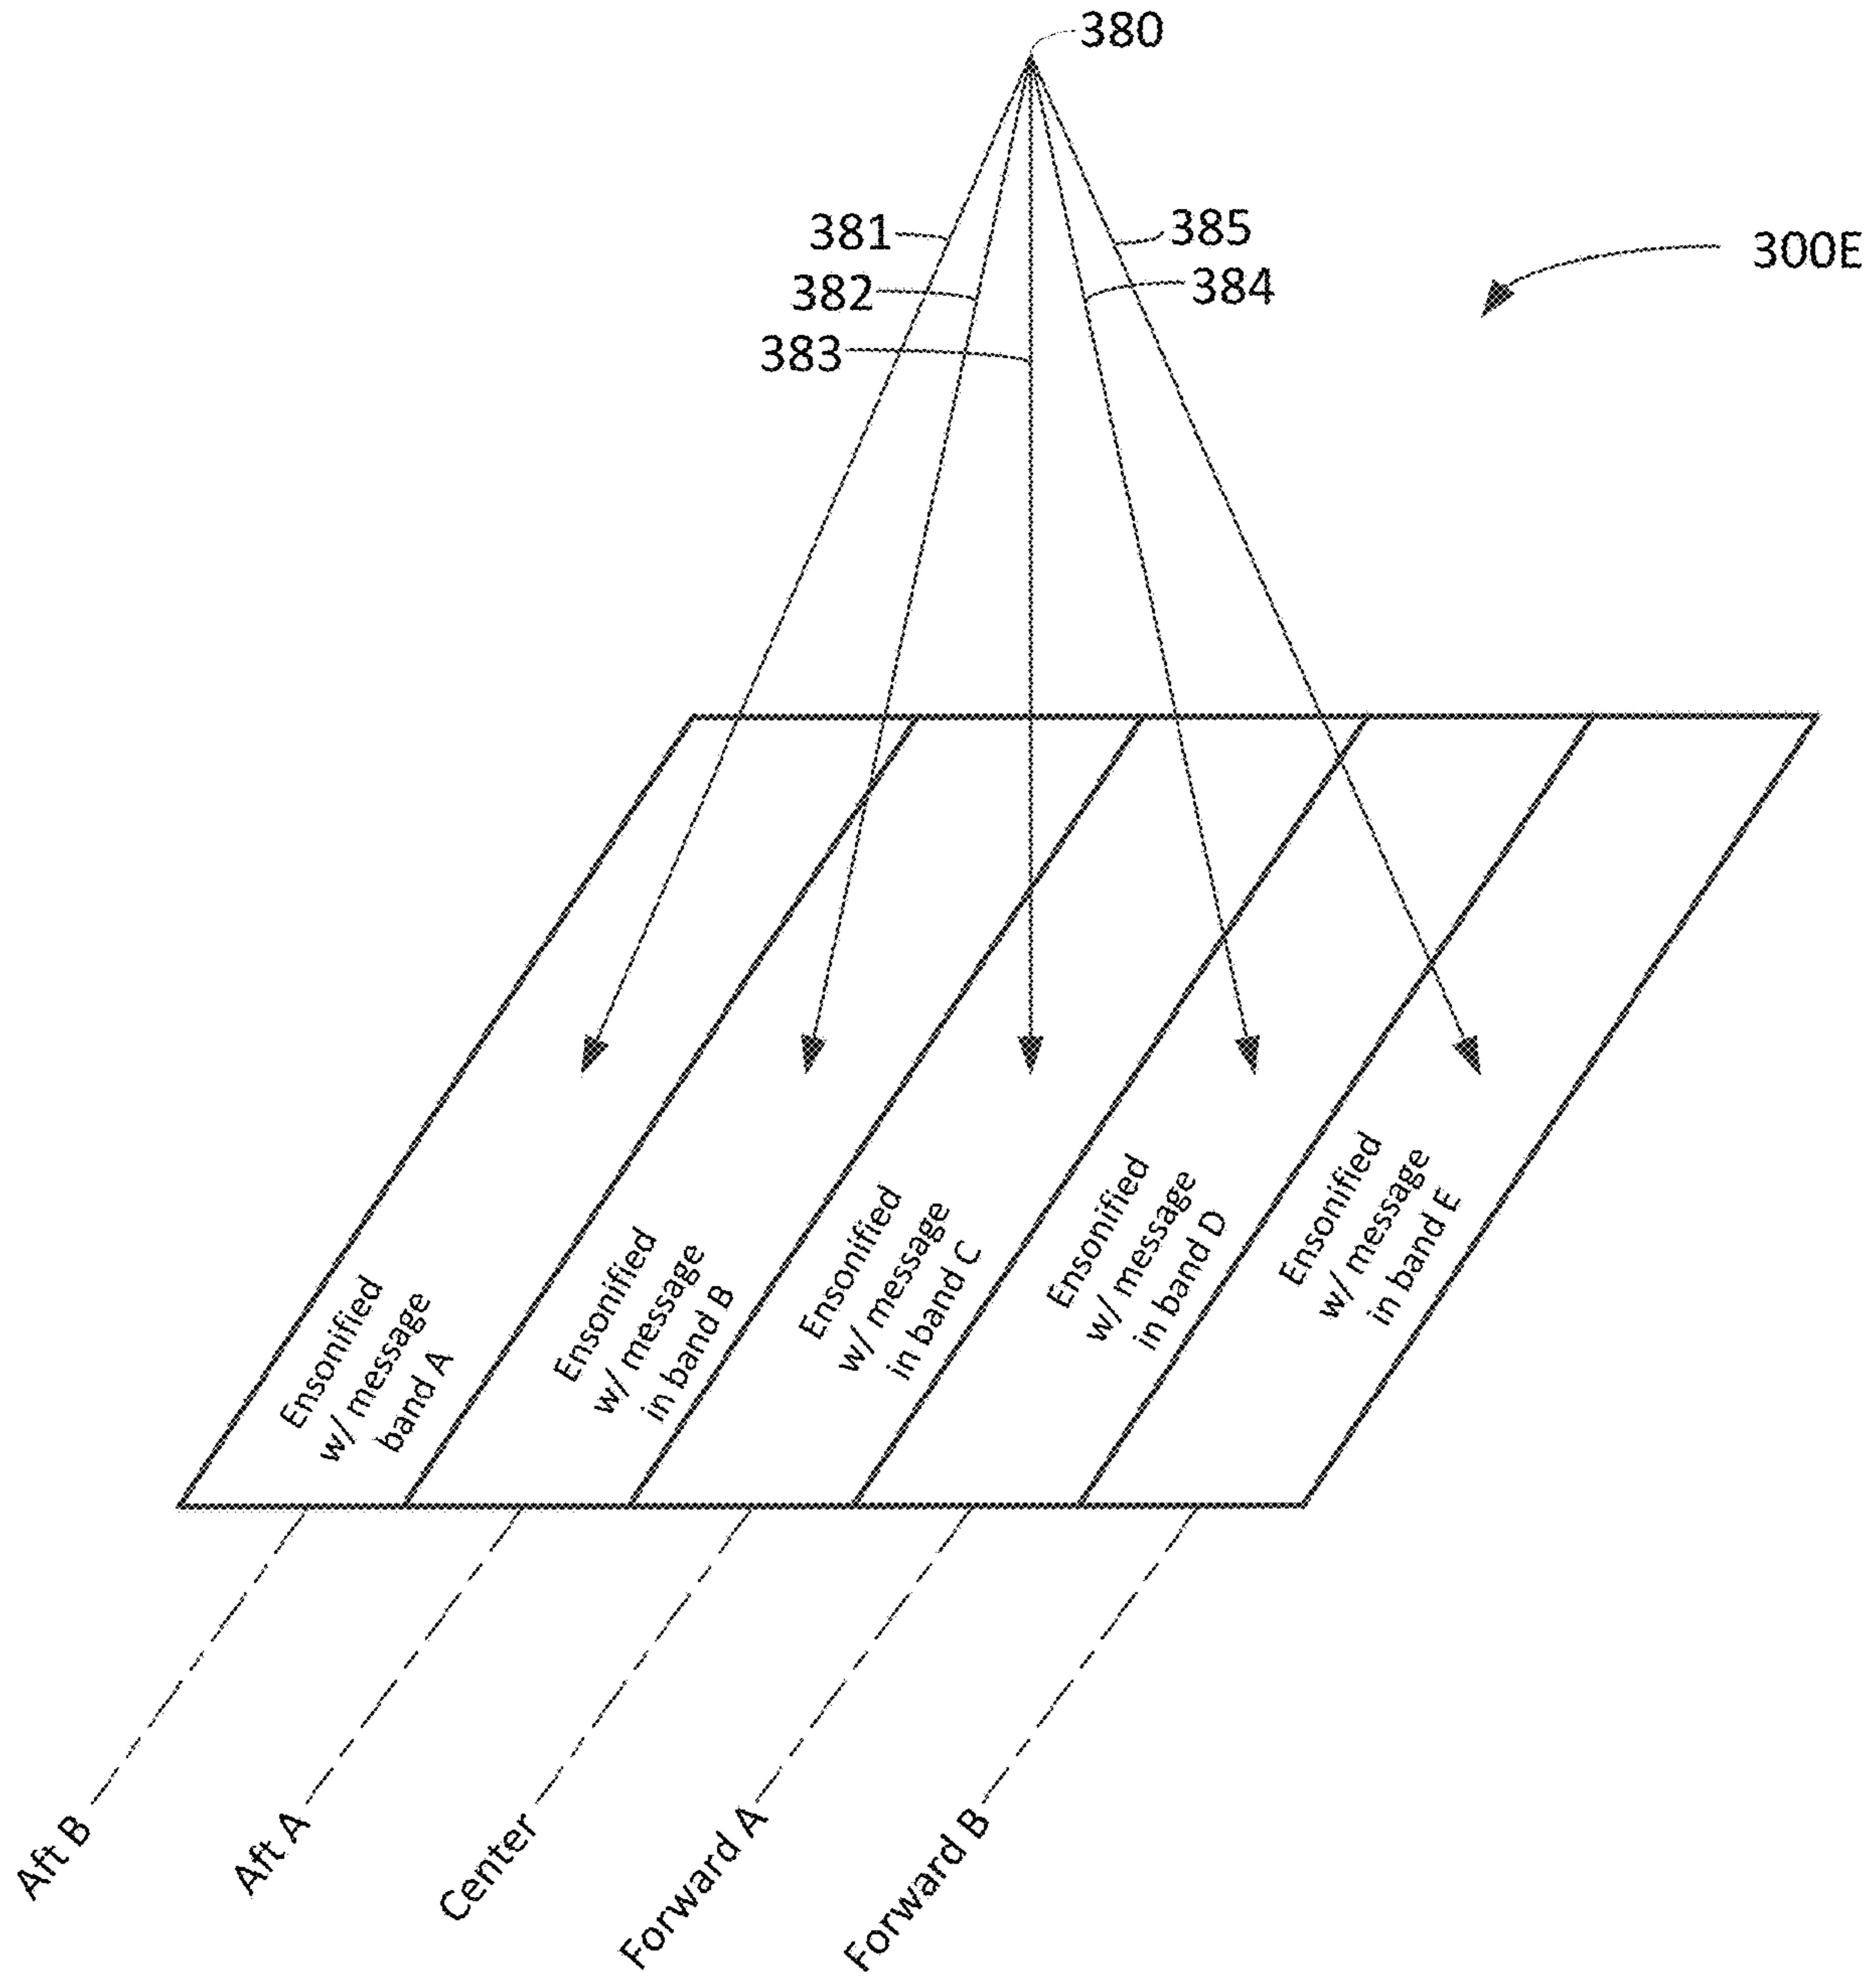 380
381
385
382
384
383
300E
Ensonified
w/ message
band A
Ensonified
w/ message
in band B
Ensonified
w/ message
in band C
Ensonified
w/ message
in band D
Ensonified
w/ message
in band E
Aft B
Aft A
Center
Forward A
Forward B